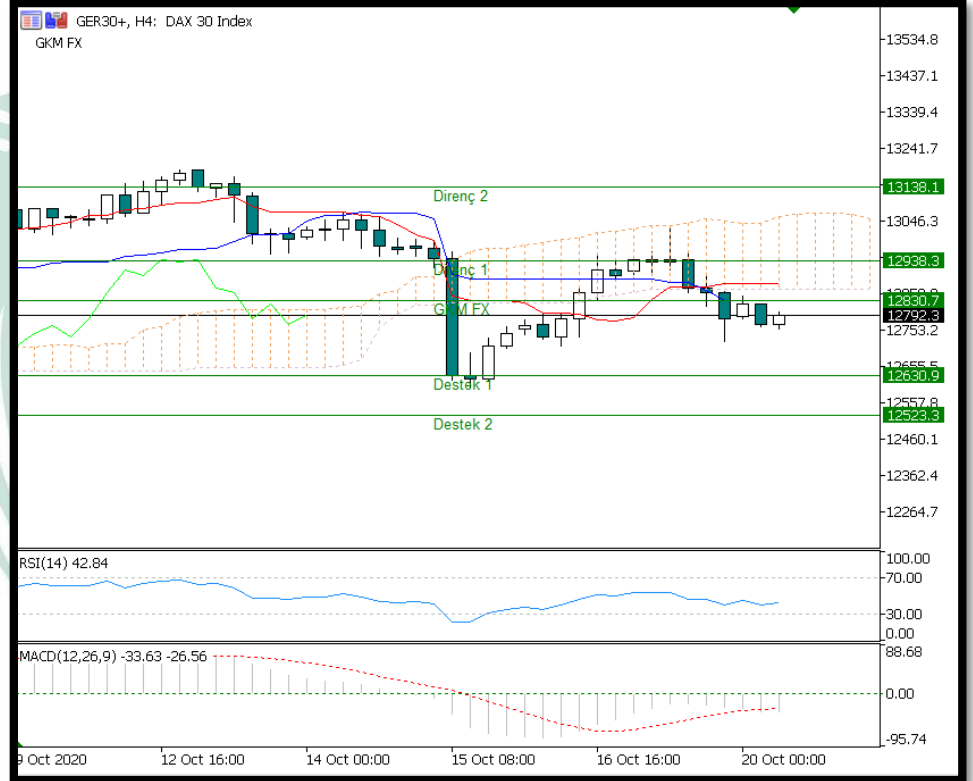 GER30+, H4: DAX 30 Index
GKM FX
13534.8
13437.1
13339.4
13241.7
13138.1
Direnç 2
13046.3
12938.3
Direnç 1
12830.7
GKM FX
12792.3
12753.2
12630.9
Destek 1
12557.8
12523.3
Destek 2
12460.1
12362.4
12264.7
RSI(14) 42.84
100.00
70.00
30.00
0.00
MACD(12,26,9) -33.63 -26.56
88.68
0.00
-95.74
9 Oct 2020
12 Oct 16:00
14 Oct 00:00
15 Oct 08:00
16 Oct 16:00
20 Oct 00:00